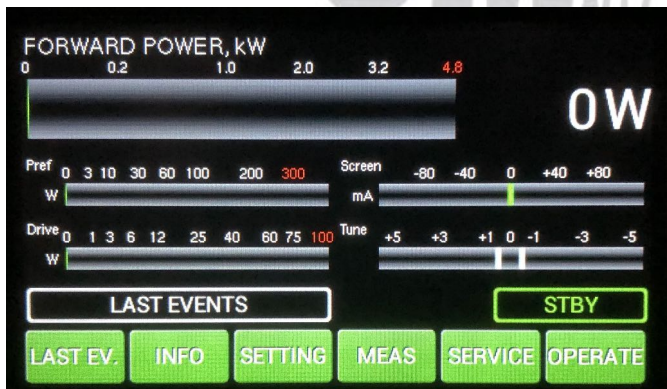 FORWARD POWER, kW
0 0.2 1.0 2.0 3.2 4.8
0W
Pref 0 3 10 30 60 100 200 300
W
Screen -80 -40 0 +40 +80
mA
Drive 0 1 3 6 12 25 40 60 75 100
W
Tune +5 +3 +1 0 -1 -3 -5
LAST EVENTS
STBY
LAST EV. INFO SETTING MEAS SERVICE OPERATE